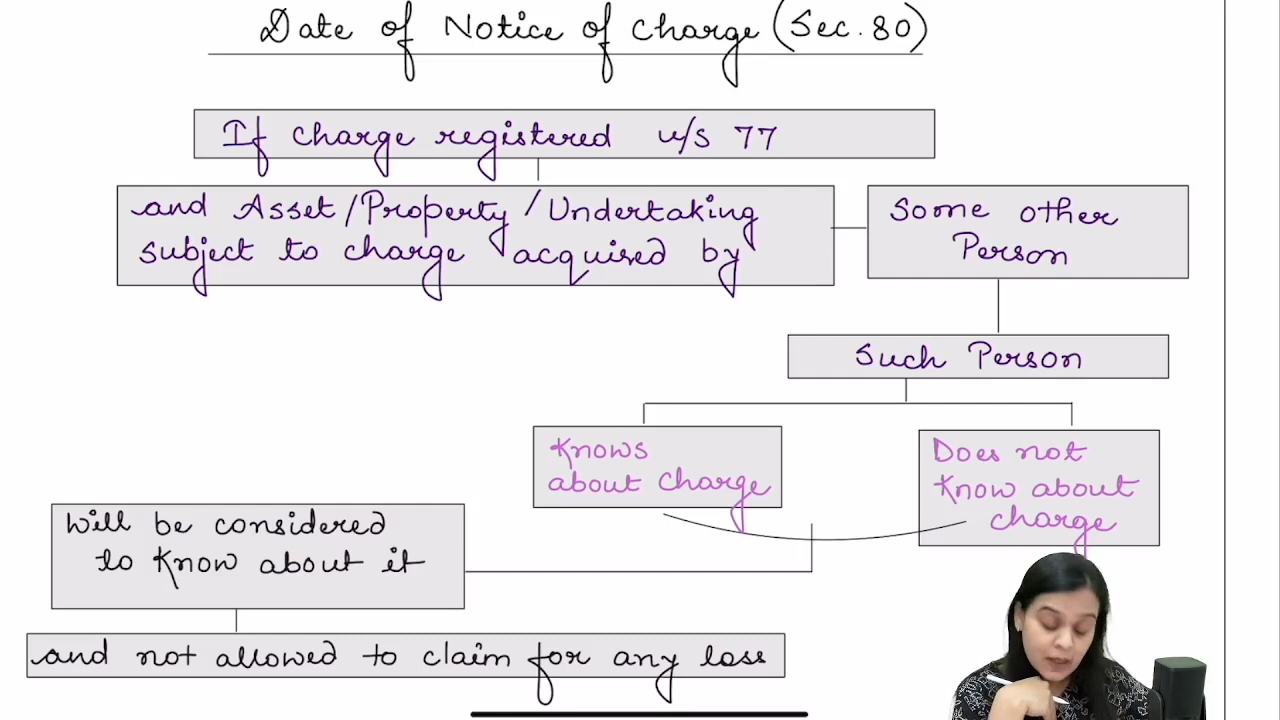 Date of Notice of Charge (Sec. 80)
If charge registered u/s 77
and Asset/Property/Undertaking
subject to charge acquired by
Some other
Person
Such Person
Knows
about charge
Does not
Know about
charge
Will be considered
to Know about it
and not allowed to claim for any loss